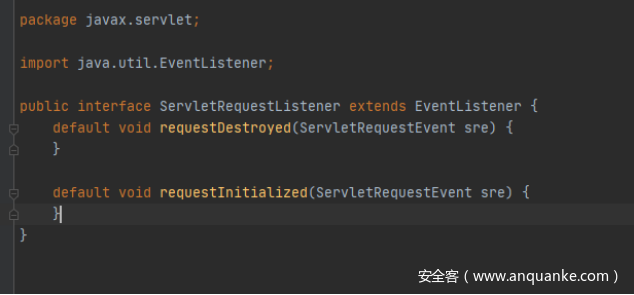 package javax.servlet;
import java.util.EventListener;
public interface ServletRequestListener extends EventListener {
default void requestDestroyed(ServletRequestEvent sre) {
}
default void requestInitialized(ServletRequestEvent sre) {
}
}
安全客（www.anquanke.com）